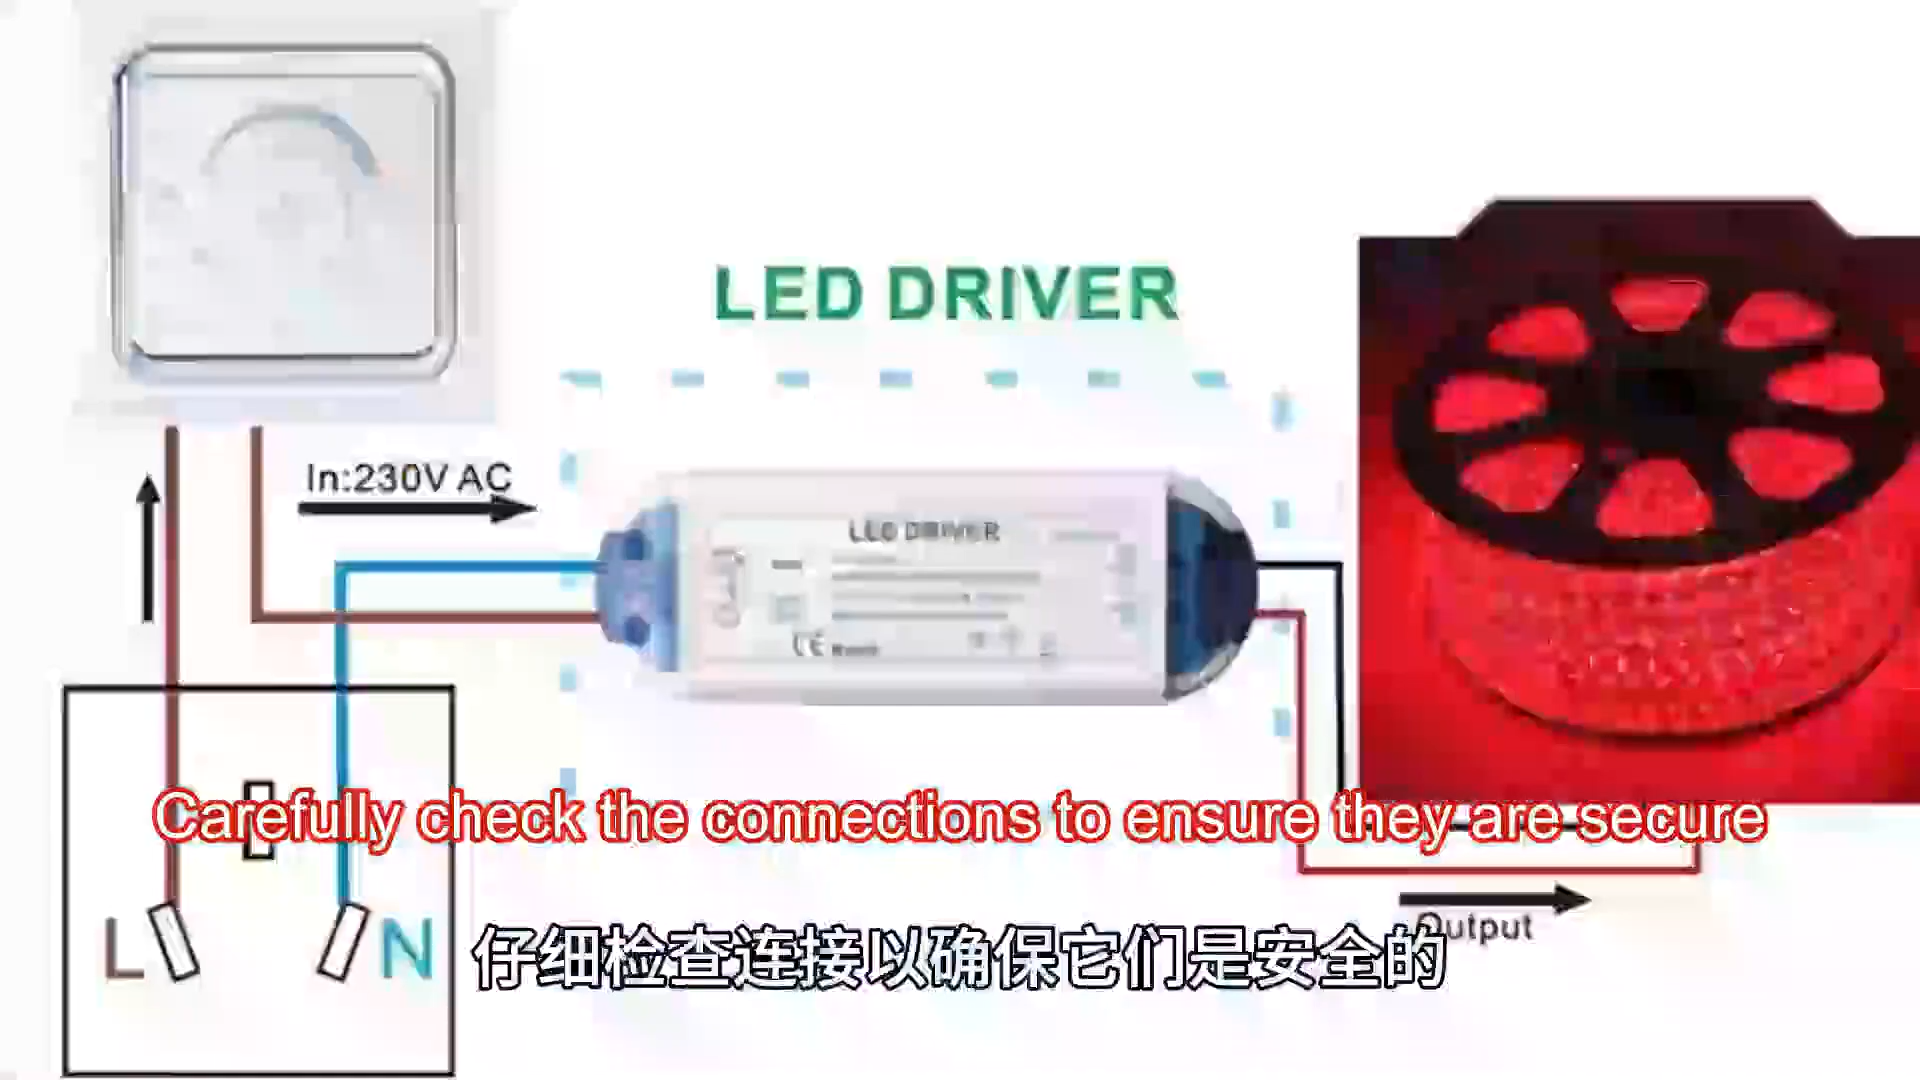 LED DRIVER
In:230V AC
LED DRIVER
CE
Carefully check the connections to ensure they are secure
Output
L
N
仔细检查连接以确保它们是安全的